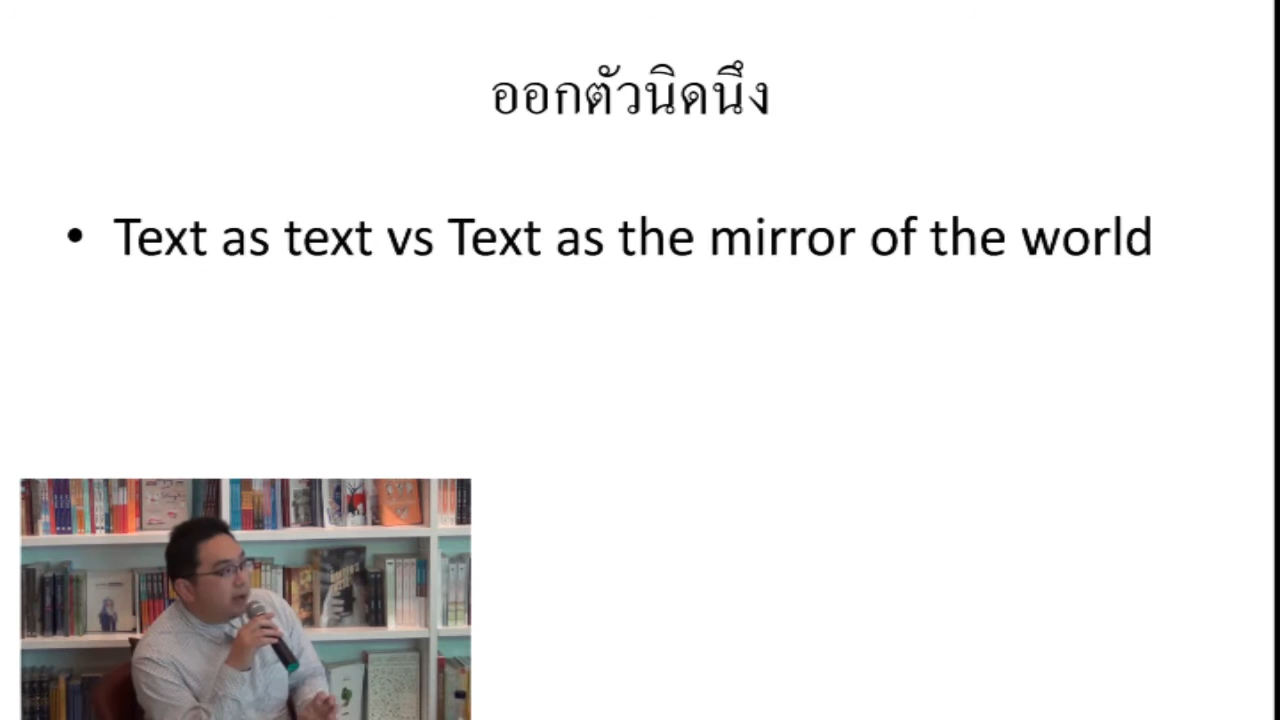 ออกตัวนิดนึง
• Text as text vs Text as the mirror of the world